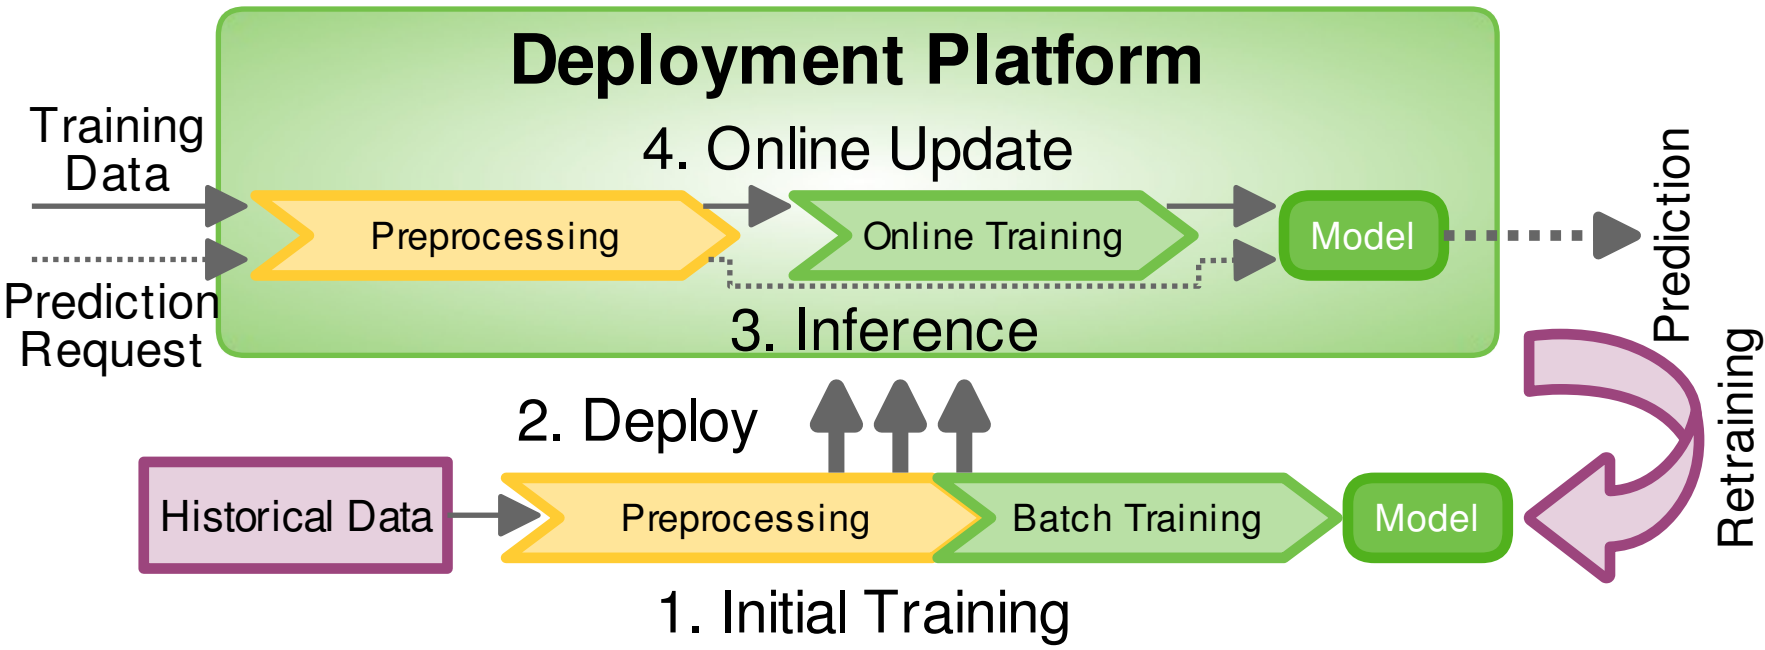 Deployment Platform
Training
Data
4. Online Update
Preprocessing
Online Training
Model
Prediction
Prediction
Request
3. Inference
2. Deploy
Retraining
Historical Data
Preprocessing
Batch Training
Model
1. Initial Training